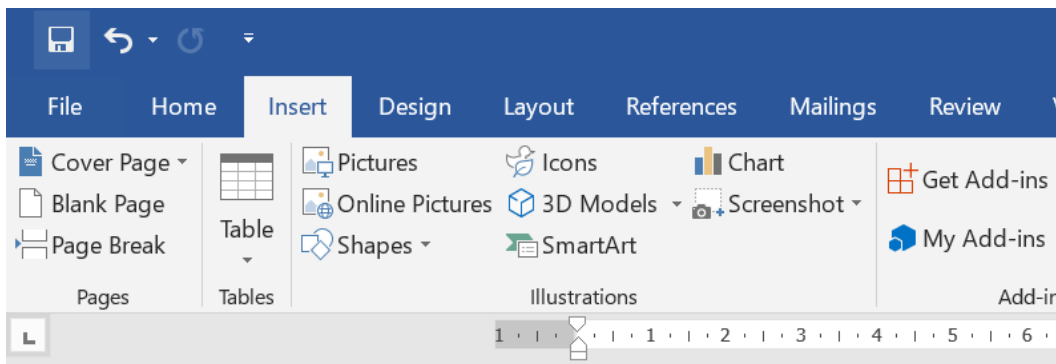 File Home Insert Design Layout References Mailings Review
Cover Page Pictures Icons Chart
Get Add-ins
Blank Page Online Pictures 3D Models Screenshot
Table
My Add-ins
Page Break Shapes SmartArt
Pages Tables Illustrations
1 1 2 3 4 5 6